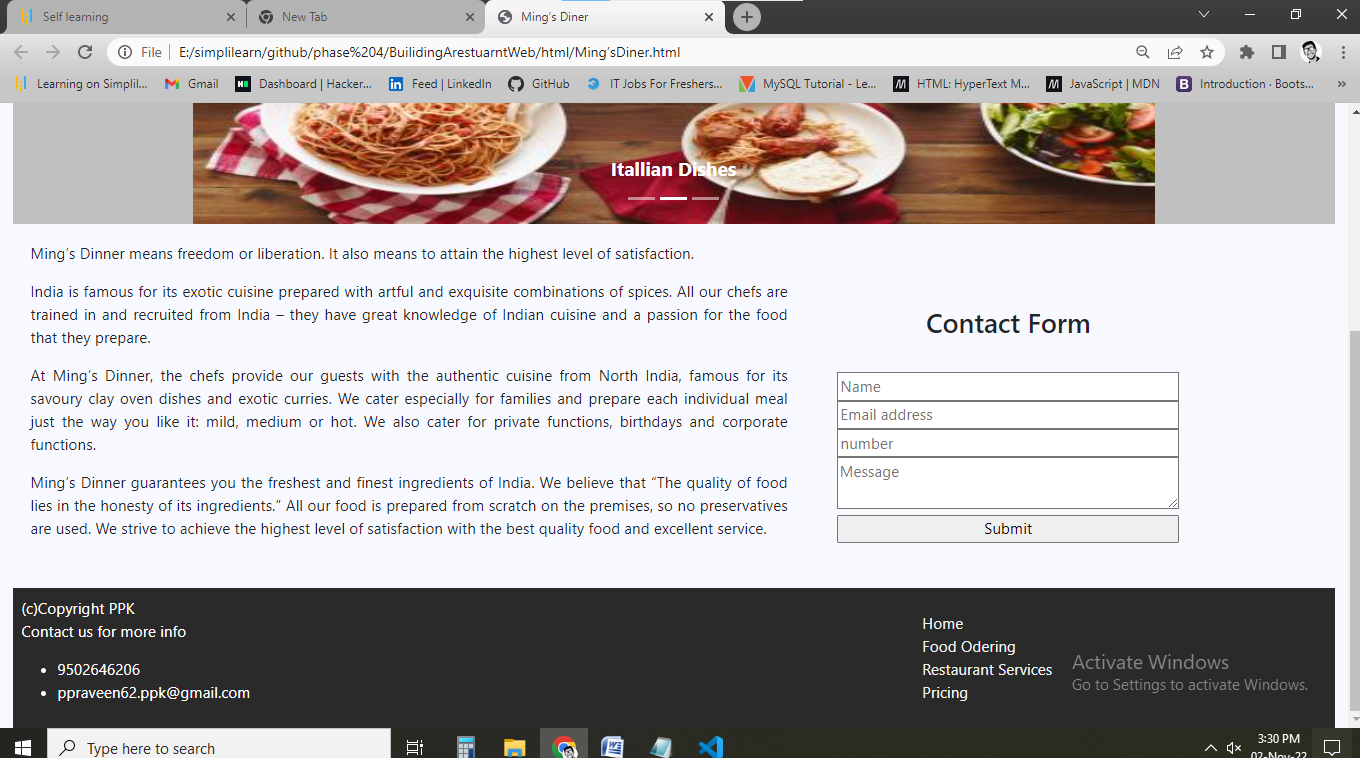 Self learning
New Tab
Ming's Diner
File
E:/simplilearn/github/phase%204/BuilidingArestuarntWeb/html/Ming'sDiner.html
Learning on Simplil...
Gmail
Dashboard | Hacker...
Feed | LinkedIn
GitHub
IT Jobs For Freshers...
MySQL Tutorial - Le...
HTML: HyperText M...
JavaScript | MDN
Introduction · Boots...
Itallian Dishes
Ming's Dinner means freedom or liberation. It also means to attain the highest level of satisfaction.
India is famous for its exotic cuisine prepared with artful and exquisite combinations of spices. All our chefs are
trained in and recruited from India – they have great knowledge of Indian cuisine and a passion for the food
that they prepare.
At Ming's Dinner, the chefs provide our guests with the authentic cuisine from North India, famous for its
savoury clay oven dishes and exotic curries. We cater especially for families and prepare each individual meal
just the way you like it: mild, medium or hot. We also cater for private functions, birthdays and corporate
functions.
Ming's Dinner guarantees you the freshest and finest ingredients of India. We believe that “The quality of food
lies in the honesty of its ingredients.” All our food is prepared from scratch on the premises, so no preservatives
are used. We strive to achieve the highest level of satisfaction with the best quality food and excellent service.
Contact Form
Name
Email address
number
Message
Submit
(c)Copyright PPK
Contact us for more info
• 9502646206
• ppraveen62.ppk@gmail.com
Home
Food Odering
Restaurant Services
Pricing
Activate Windows
Go to Settings to activate Windows.
Type here to search
3:30 PM
02-Nov-22